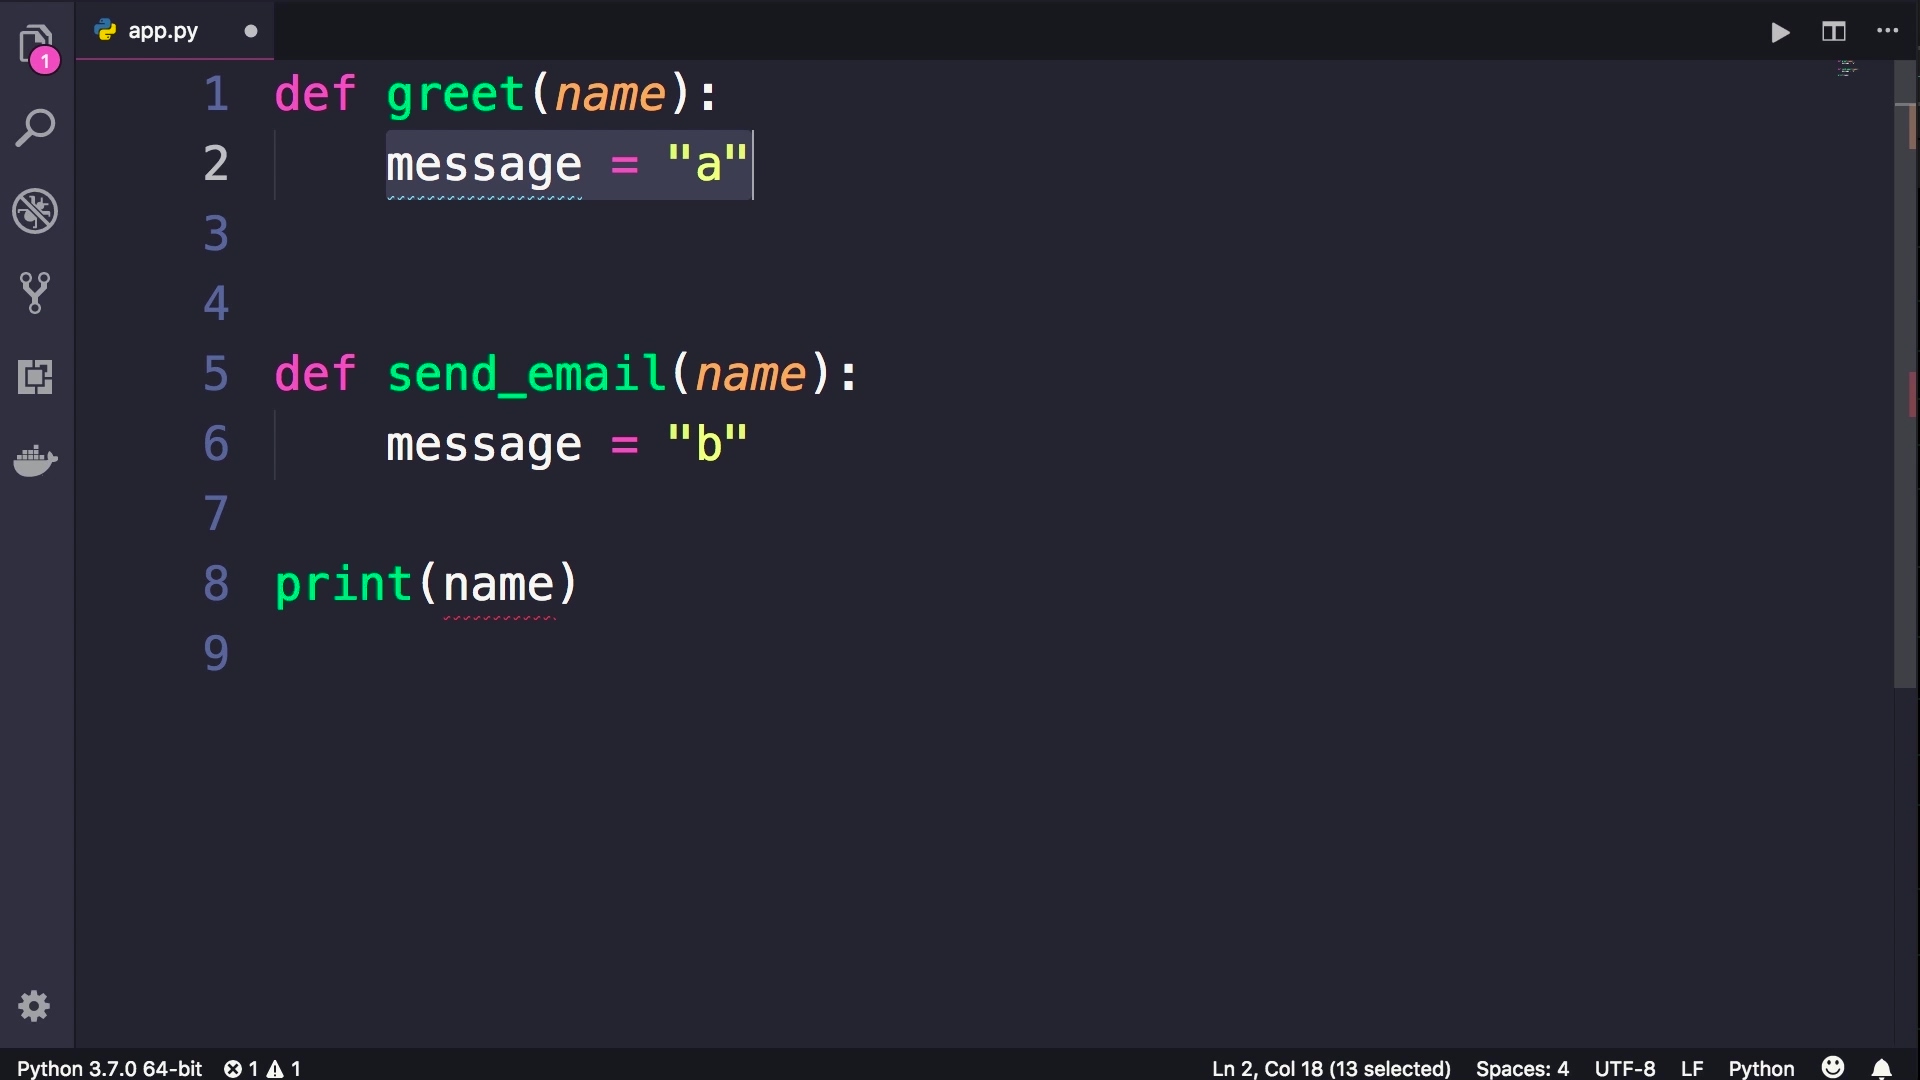 app.py
1
1 def greet(name):
2 message = "a"
3
4
5 def send_email(name):
6 message = "b"
7
8 print(name)
9
Python 3.7.0 64-bit 1 1 Ln 2, Col 18 (13 selected) Spaces: 4 UTF-8 LF Python